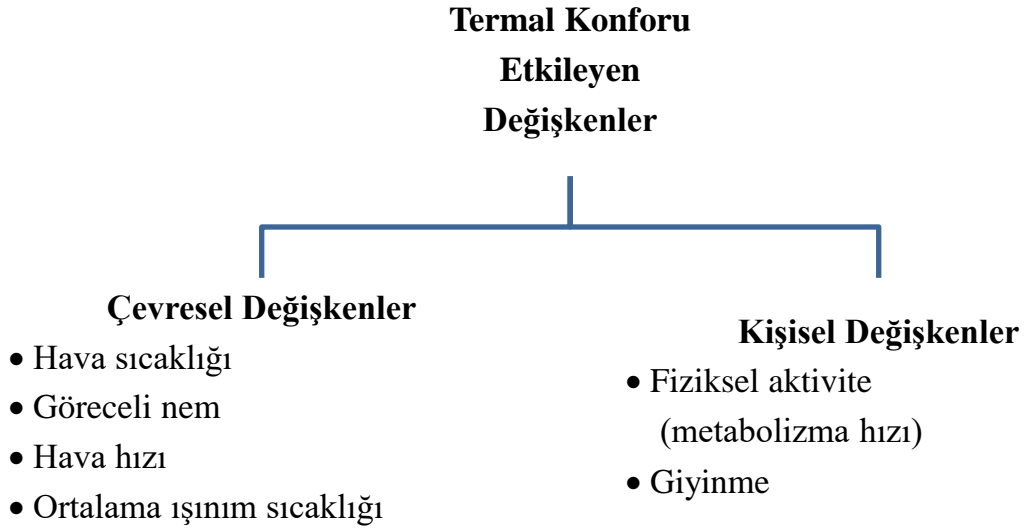 Termal Konforu
Etkileyen
Değişkenler
Çevresel Değişkenler
• Hava sıcaklığı
• Göreceli nem
• Hava hızı
• Ortalama ışınım sıcaklığı
Kişisel Değişkenler
• Fiziksel aktivite
(metabolizma hızı)
• Giyinme